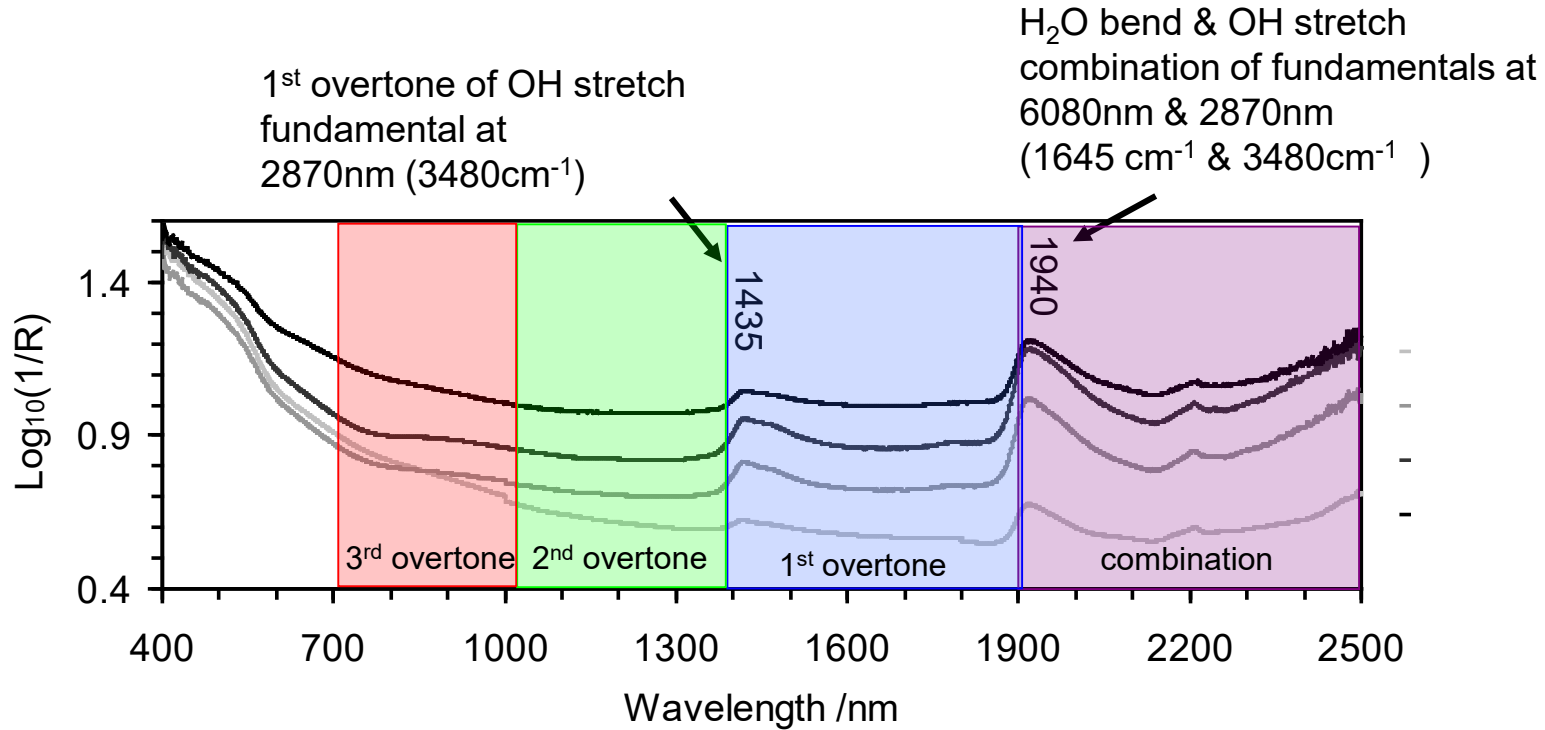 H₂O bend & OH stretch
combination of fundamentals at
6080nm & 2870nm
(1645 cm⁻¹ & 3480cm⁻¹ )
1ˢᵗ overtone of OH stretch
fundamental at
2870nm (3480cm⁻¹)
1435
1940
1.4
0.9
0.4
Log₁₀(1/R)
3ʳᵈ overtone
2ⁿᵈ overtone
1ˢᵗ overtone
combination
400 700 1000 1300 1600 1900 2200 2500
Wavelength /nm